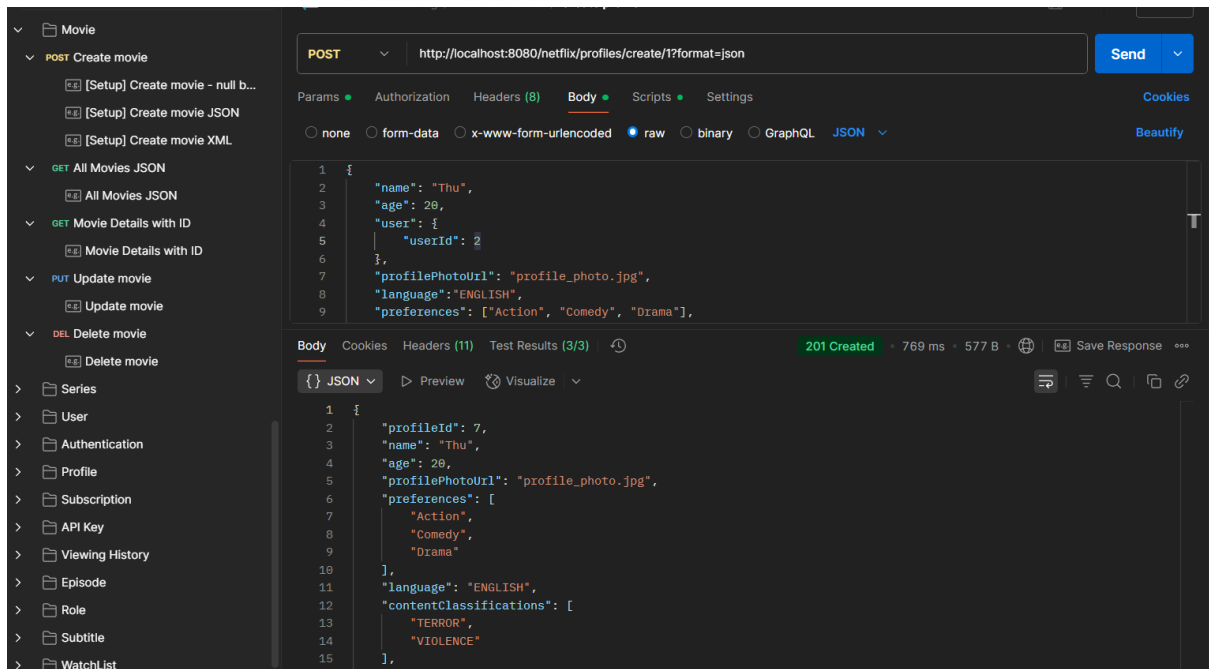 Movie
POST Create movie
e.g. [Setup] Create movie - null b...
e.g. [Setup] Create movie JSON
e.g. [Setup] Create movie XML
GET All Movies JSON
e.g. All Movies JSON
GET Movie Details with ID
e.g. Movie Details with ID
PUT Update movie
e.g. Update movie
DEL Delete movie
e.g. Delete movie
Series
User
Authentication
Profile
Subscription
API Key
Viewing History
Episode
Role
Subtitle
WatchList
POST http://localhost:8080/netflix/profiles/create/1?format=json Send
Params Authorization Headers (8) Body Scripts Settings Cookies
none form-data x-www-form-urlencoded raw binary GraphQL JSON Beautify
1 {
2 "name": "Thu",
3 "age": 20,
4 "user": {
5 "userId": 2
6 },
7 "profilePhotoUrl": "profile_photo.jpg",
8 "language":"ENGLISH",
9 "preferences": ["Action", "Comedy", "Drama"],
Body Cookies Headers (11) Test Results (3/3) 201 Created 769 ms 577 B e.g. Save Response
{} JSON Preview Visualize
1 {
2 "profileId": 7,
3 "name": "Thu",
4 "age": 20,
5 "profilePhotoUrl": "profile_photo.jpg",
6 "preferences": [
7 "Action",
8 "Comedy",
9 "Drama"
10 ],
11 "language": "ENGLISH",
12 "contentClassifications": [
13 "TERROR",
14 "VIOLENCE"
15 ],